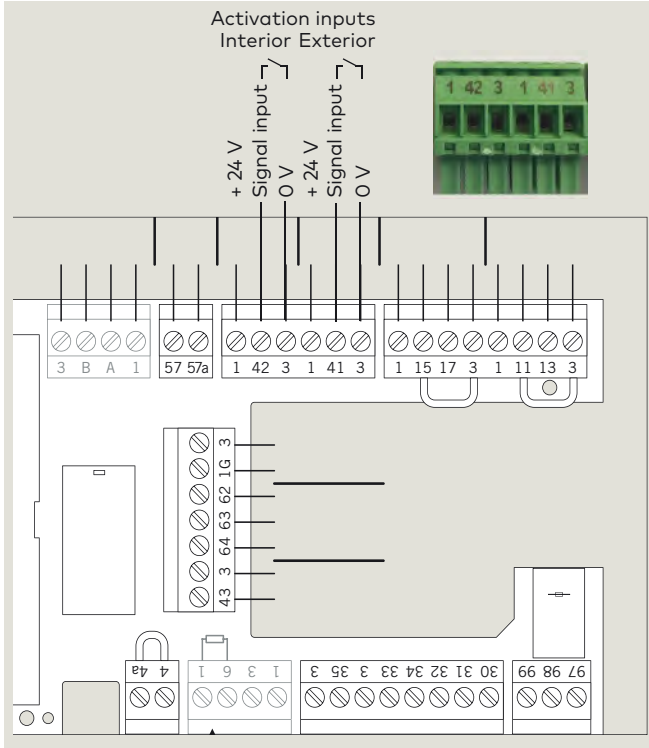 Activation inputs
Interior Exterior
+ 24 V
Signal input
0 V
+ 24 V
Signal input
0 V
1 42 3 1 41 3
3 B A 1
57 57a
1 42 3 1 41 3
1 15 17 3 1 11 13 3
3
1G
62
63
64
3
43
4a 4
1 6 3 1
3 35 3 33 34 32 31 30
99 98 97